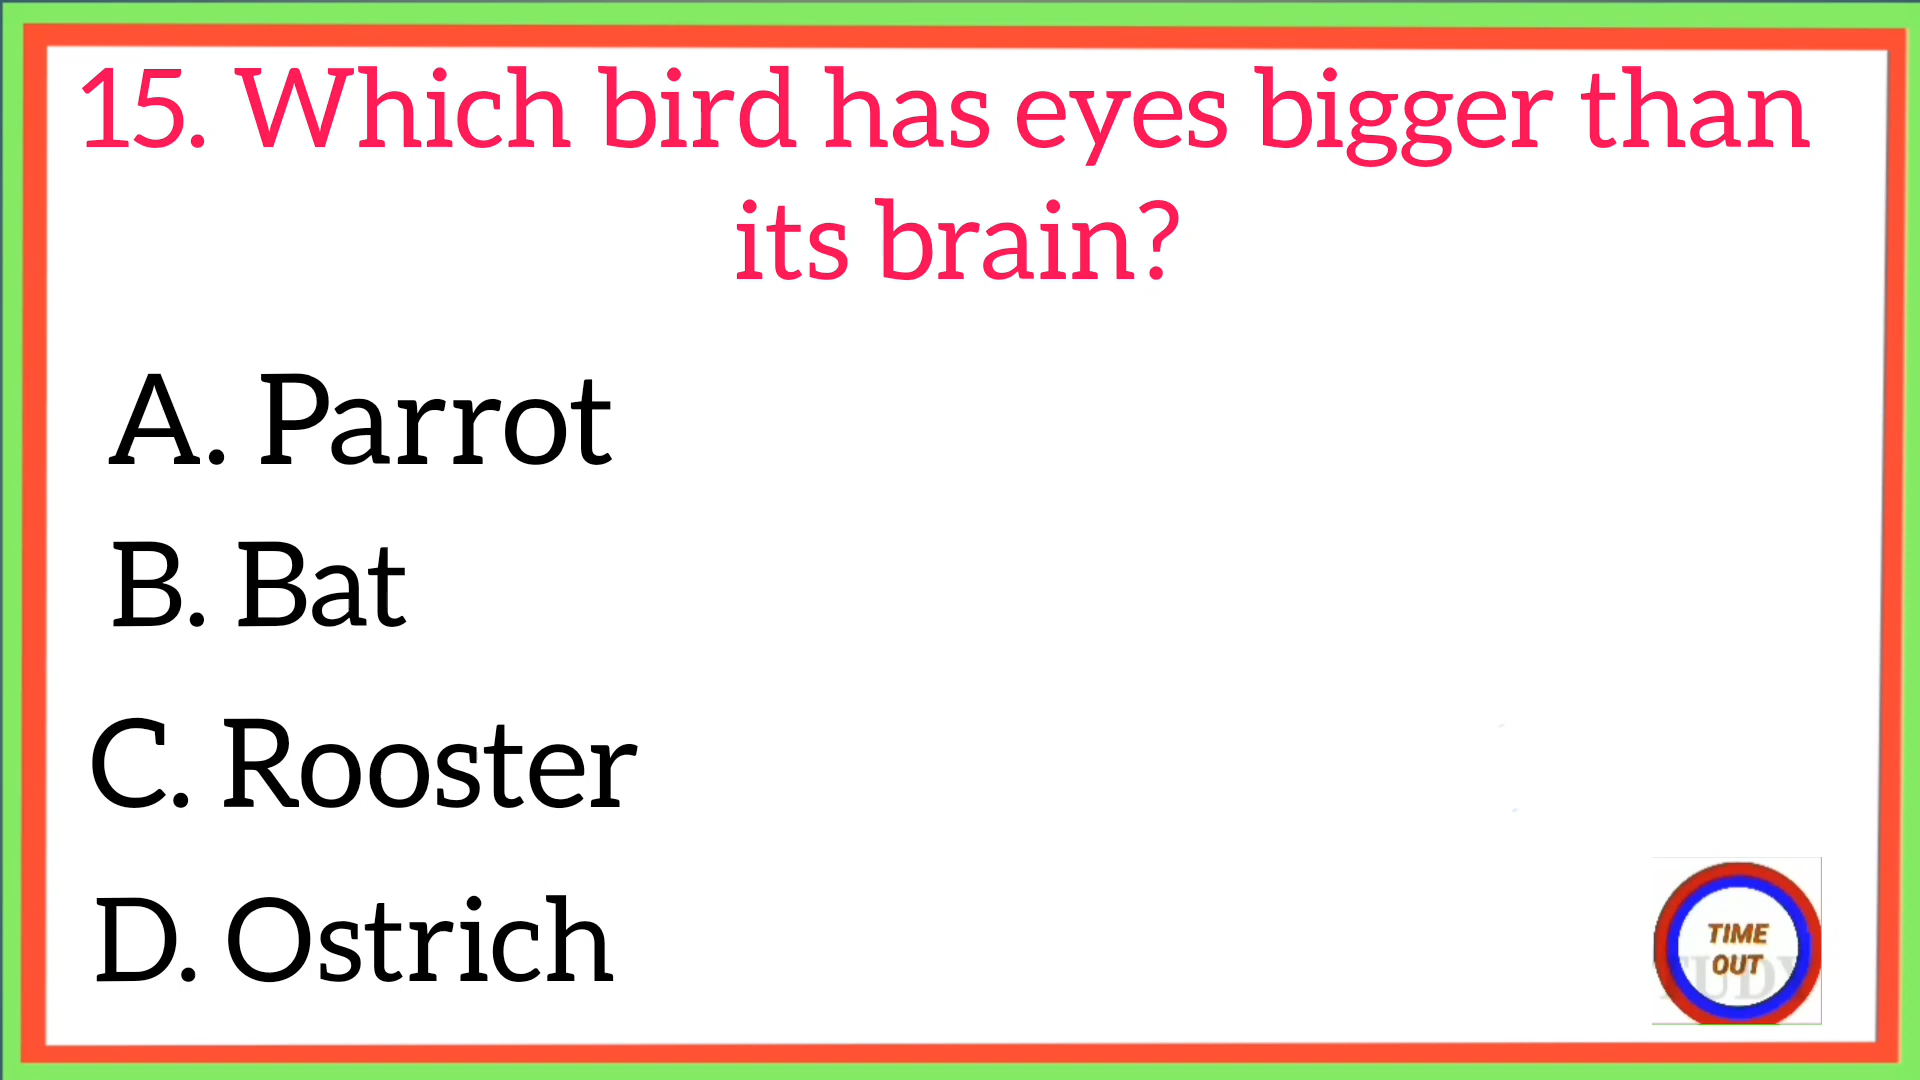 15. Which bird has eyes bigger than
its brain?
A. Parrot
B. Bat
C. Rooster
D. Ostrich
TIME
OUT